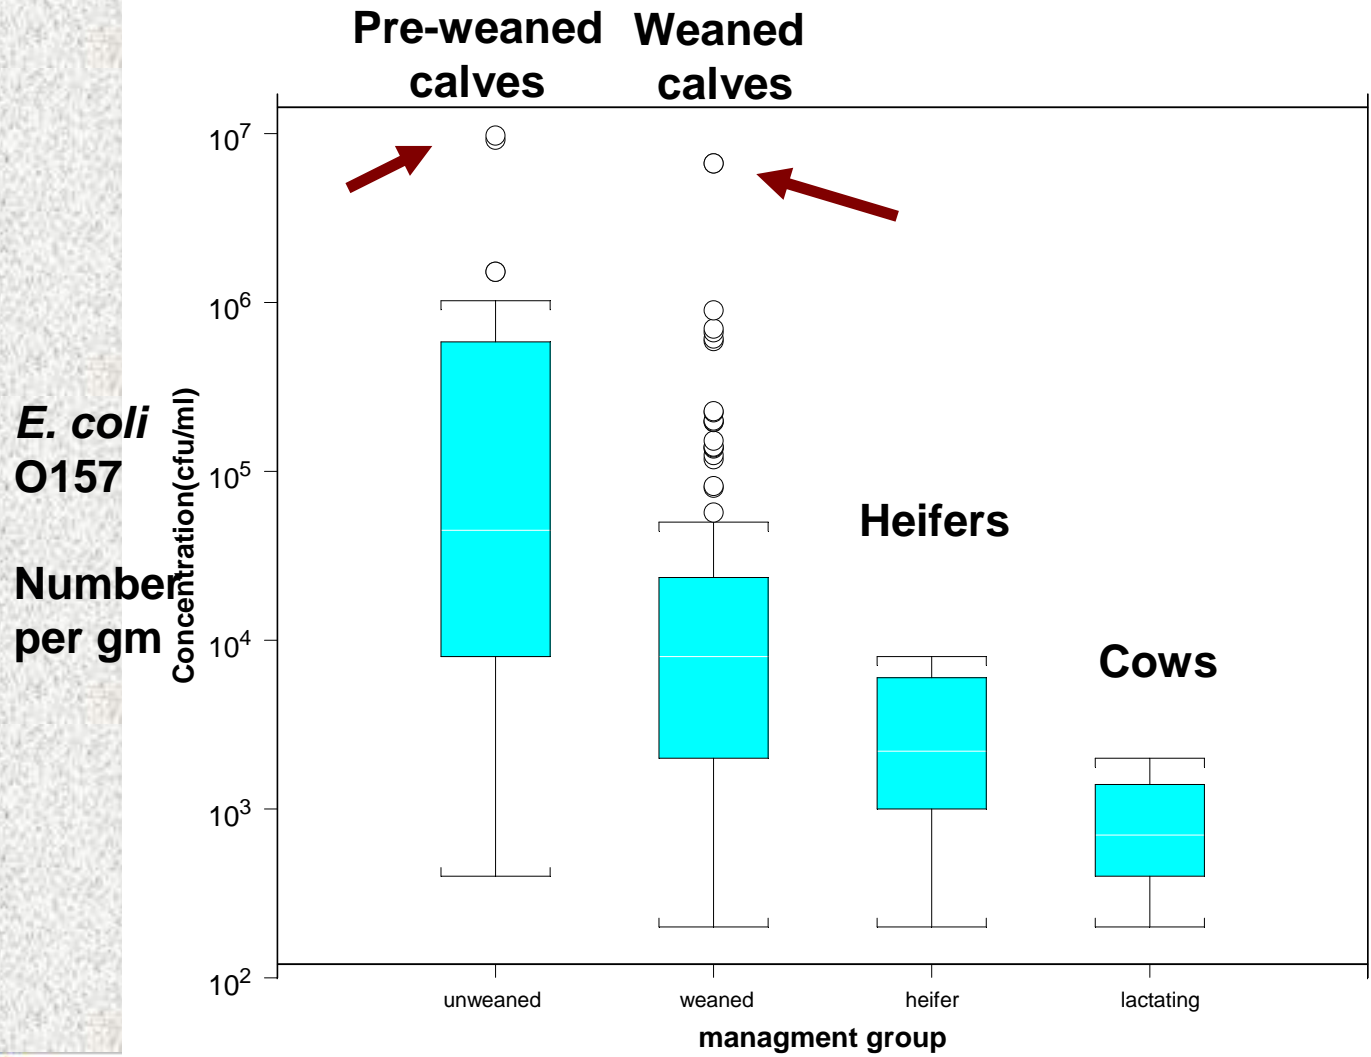 Pre-weaned
calves
Weaned
calves
10⁷
10⁶
10⁵
10⁴
10³
10²
E. coli
O157
Number
per gm
Concentration(cfu/ml)
Heifers
Cows
unweaned
weaned
heifer
lactating
managment group